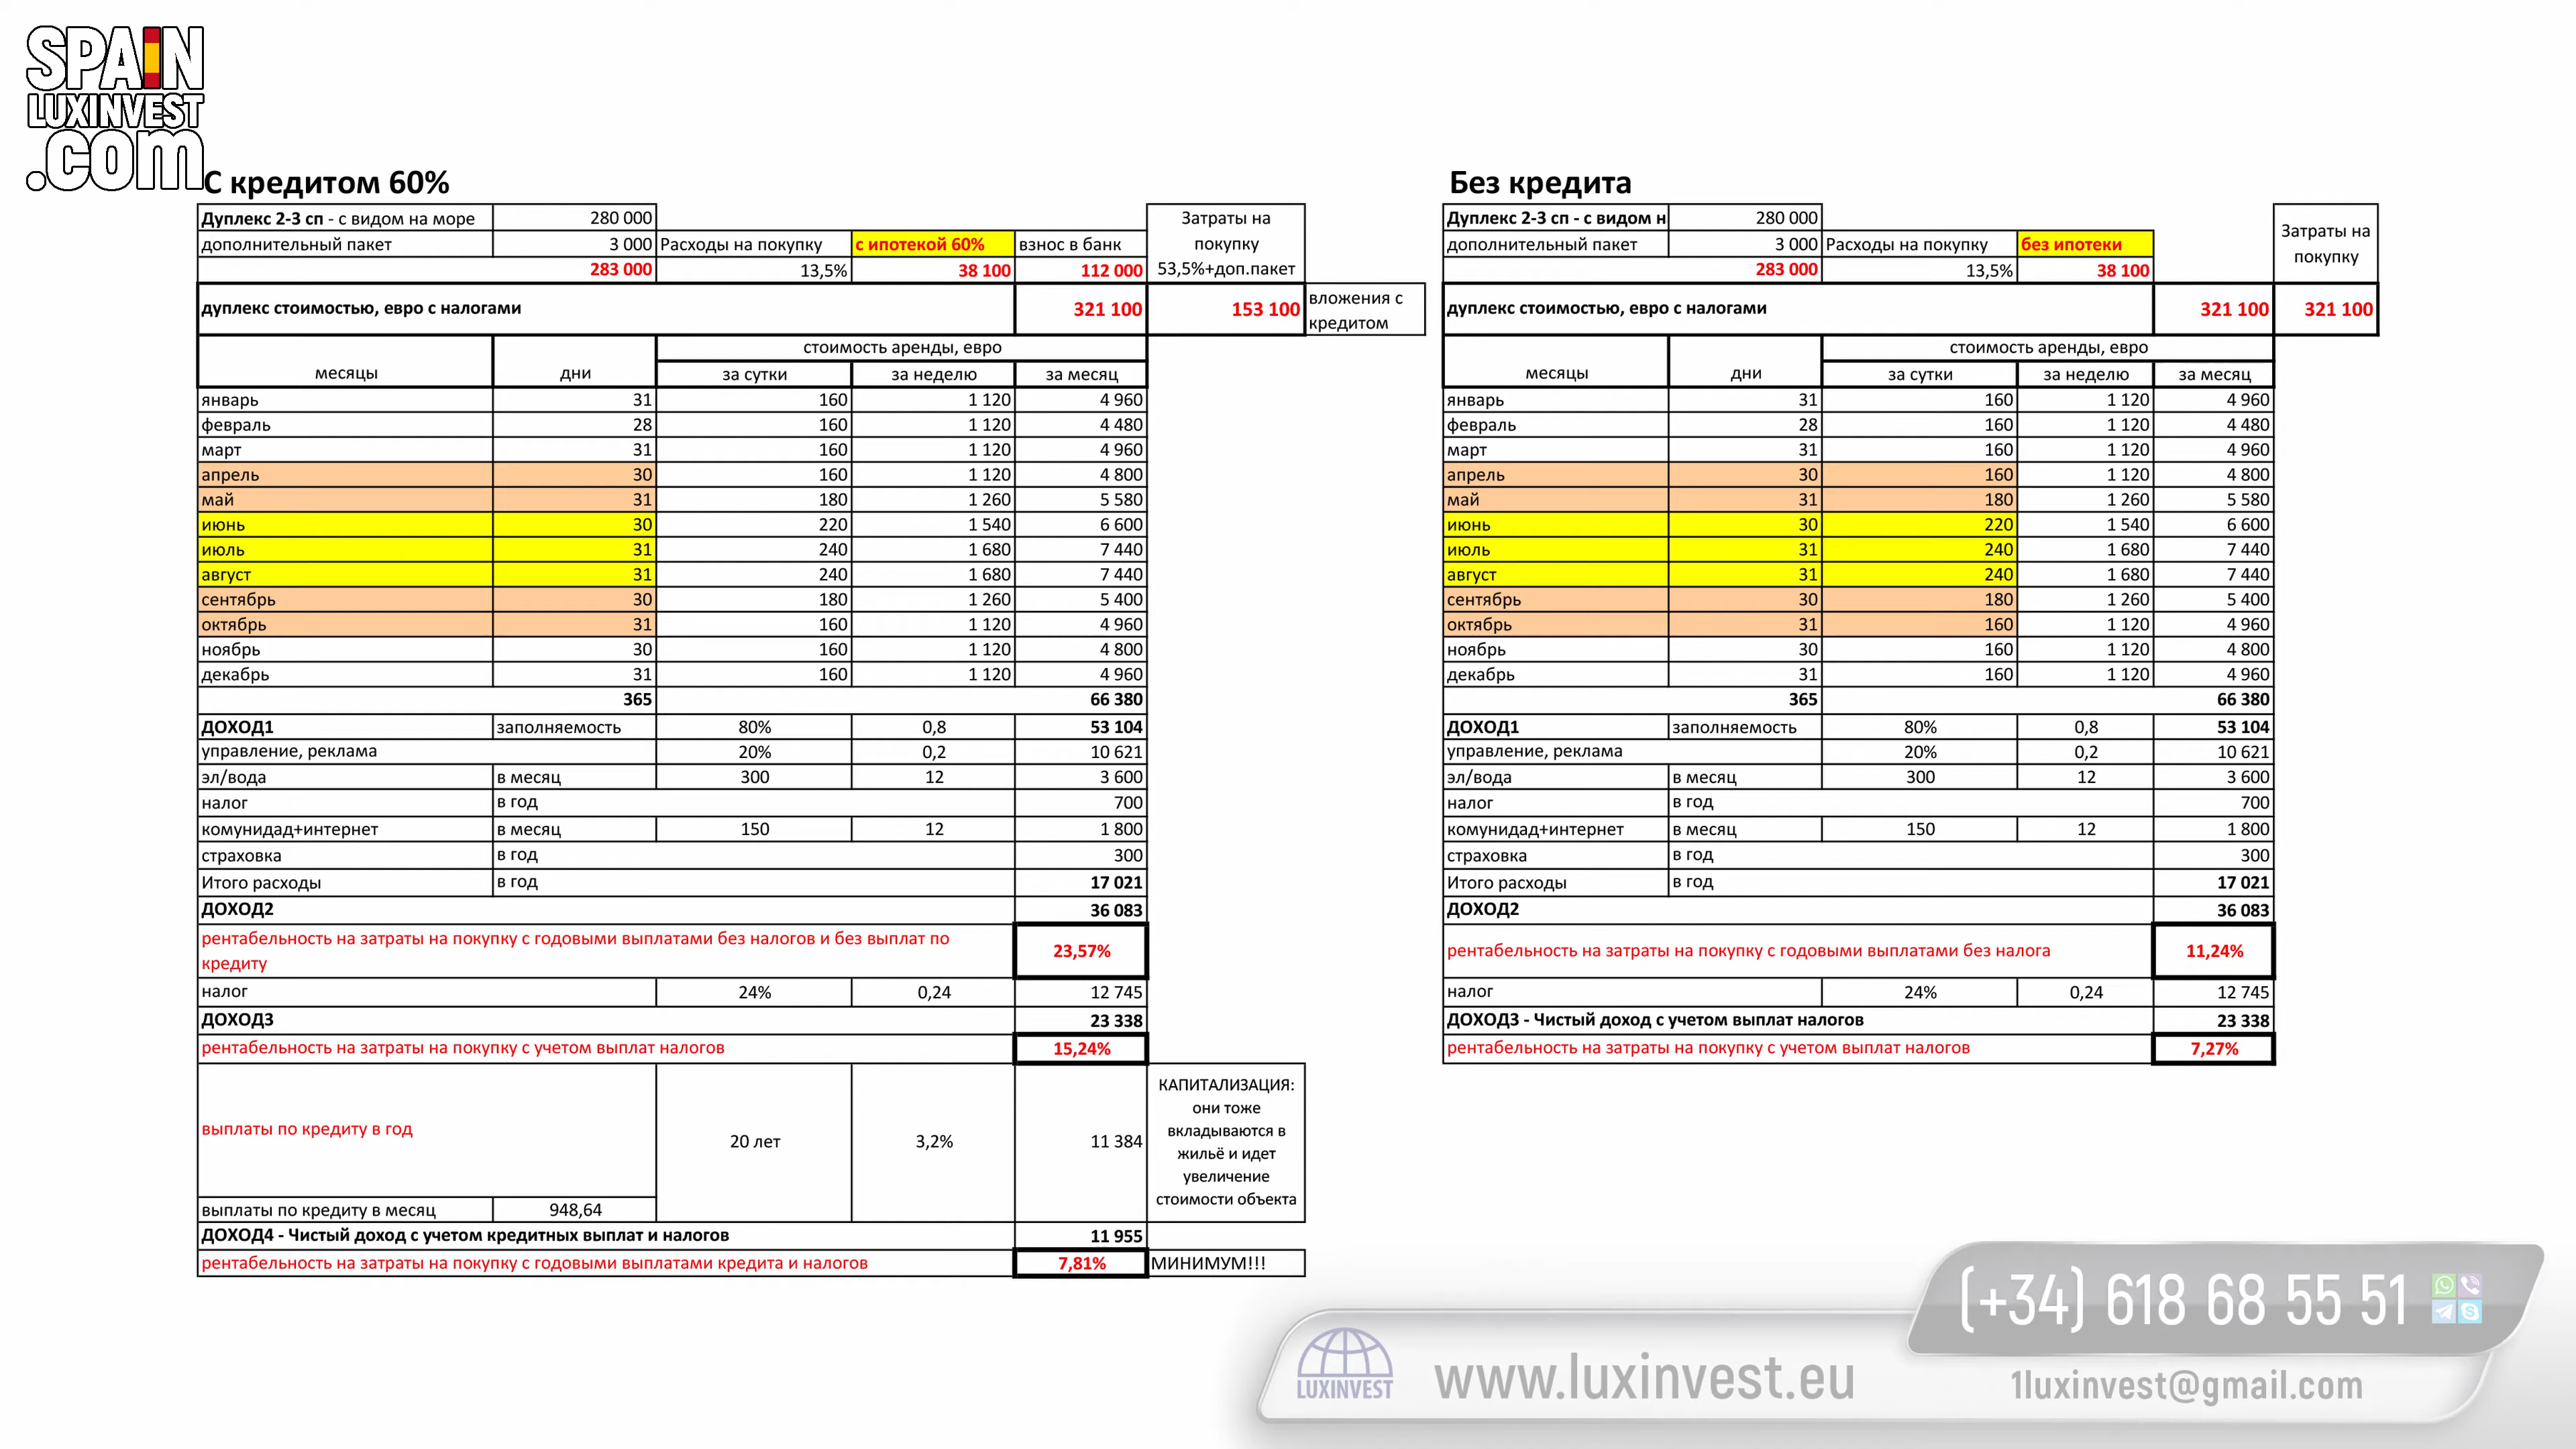 SPAIN
LUXINVEST
.com
С кредитом 60%
Дуплекс 2-3 сп - с видом на море 280 000 Затраты на покупку 53,5%+доп.пакет
дополнительный пакет 3 000 Расходы на покупку с ипотекой 60% взнос в банк
283 000 13,5% 38 100 112 000
дуплекс стоимостью, евро с налогами 321 100 153 100 вложения с кредитом
месяцы дни стоимость аренды, евро
за сутки за неделю за месяц
январь 31 160 1 120 4 960
февраль 28 160 1 120 4 480
март 31 160 1 120 4 960
апрель 30 160 1 120 4 800
май 31 180 1 260 5 580
июнь 30 220 1 540 6 600
июль 31 240 1 680 7 440
август 31 240 1 680 7 440
сентябрь 30 180 1 260 5 400
октябрь 31 160 1 120 4 960
ноябрь 30 160 1 120 4 800
декабрь 31 160 1 120 4 960
365 66 380
ДОХОД1 заполняемость 80% 0,8 53 104
управление, реклама 20% 0,2 10 621
эл/вода в месяц 300 12 3 600
налог в год 700
комунидад+интернет в месяц 150 12 1 800
страховка в год 300
Итого расходы в год 17 021
ДОХОД2 36 083
рентабельность на затраты на покупку с годовыми выплатами без налогов и без выплат по
кредиту 23,57%
налог 24% 0,24 12 745
ДОХОД3 23 338
рентабельность на затраты на покупку с учетом выплат налогов 15,24%
выплаты по кредиту в год 20 лет 3,2% 11 384
КАПИТАЛИЗАЦИЯ:
они тоже
вкладываются в
жильё и идет
увеличение
стоимости объекта
выплаты по кредиту в месяц 948,64
ДОХОД4 - Чистый доход с учетом кредитных выплат и налогов 11 955
рентабельность на затраты на покупку с годовыми выплатами кредита и налогов 7,81% МИНИМУМ!!!
Без кредита
Дуплекс 2-3 сп - с видом н 280 000 Затраты на покупку
дополнительный пакет 3 000 Расходы на покупку без ипотеки
283 000 13,5% 38 100
дуплекс стоимостью, евро с налогами 321 100 321 100
месяцы дни стоимость аренды, евро
за сутки за неделю за месяц
январь 31 160 1 120 4 960
февраль 28 160 1 120 4 480
март 31 160 1 120 4 960
апрель 30 160 1 120 4 800
май 31 180 1 260 5 580
июнь 30 220 1 540 6 600
июль 31 240 1 680 7 440
август 31 240 1 680 7 440
сентябрь 30 180 1 260 5 400
октябрь 31 160 1 120 4 960
ноябрь 30 160 1 120 4 800
декабрь 31 160 1 120 4 960
365 66 380
ДОХОД1 заполняемость 80% 0,8 53 104
управление, реклама 20% 0,2 10 621
эл/вода в месяц 300 12 3 600
налог в год 700
комунидад+интернет в месяц 150 12 1 800
страховка в год 300
Итого расходы в год 17 021
ДОХОД2 36 083
рентабельность на затраты на покупку с годовыми выплатами без налога 11,24%
налог 24% 0,24 12 745
ДОХОД3 - Чистый доход с учетом выплат налогов 23 338
рентабельность на затраты на покупку с учетом выплат налогов 7,27%
(+34) 618 68 55 51
LUXINVEST
www.luxinvest.eu
1luxinvest@gmail.com